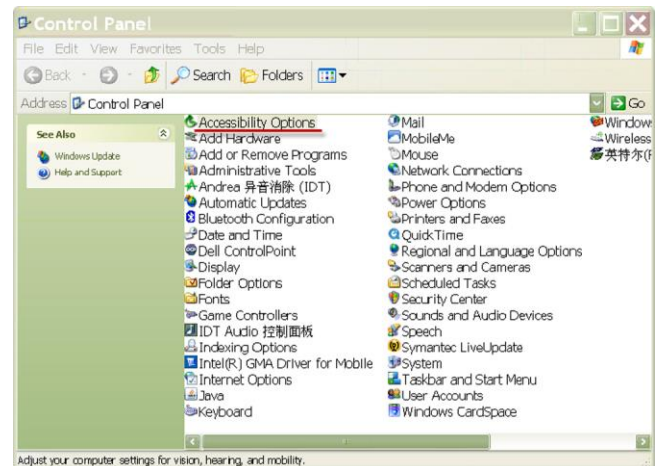 Control Panel
File Edit View Favorites Tools Help
Back Search Folders
Address Control Panel Go
See Also
Windows Update
Help and Support
Accessibility Options
Add Hardware
Add or Remove Programs
Administrative Tools
Andrea 异音消除 (IDT)
Automatic Updates
Bluetooth Configuration
Date and Time
Dell ControlPoint
Display
Folder Options
Fonts
Game Controllers
IDT Audio 控制面板
Indexing Options
Intel(R) GMA Driver for Mobile
Internet Options
Java
Keyboard
Mail
MobileMe
Mouse
Network Connections
Phone and Modem Options
Power Options
Printers and Faxes
QuickTime
Regional and Language Options
Scanners and Cameras
Scheduled Tasks
Security Center
Sounds and Audio Devices
Speech
Symantec LiveUpdate
System
Taskbar and Start Menu
User Accounts
Windows CardSpace
Window
Wireless
英特尔(F
Adjust your computer settings for vision, hearing, and mobility.